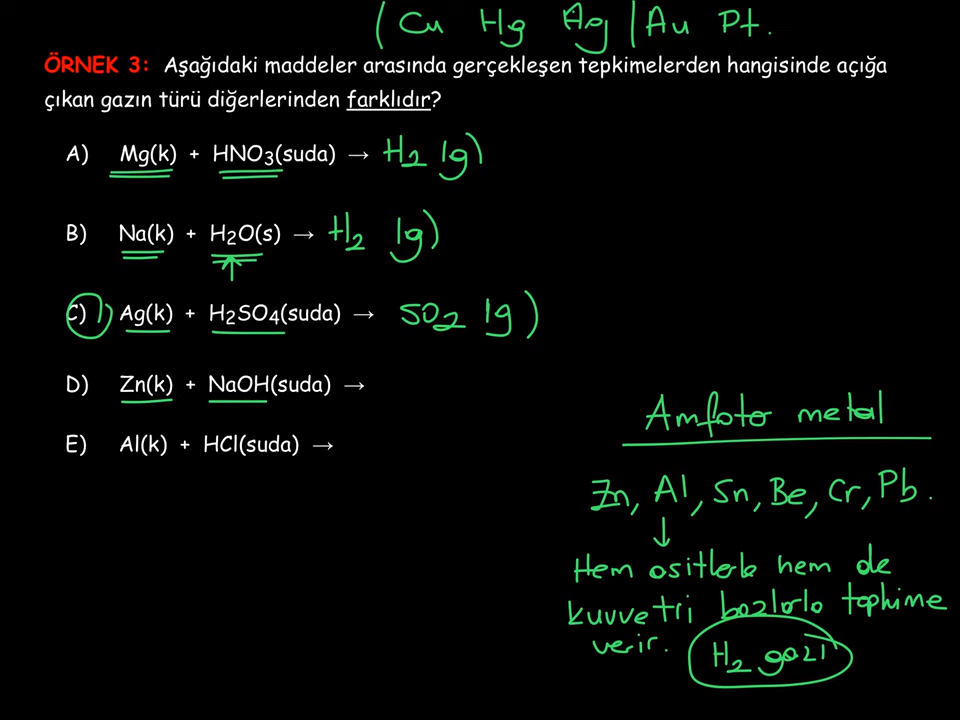 (Cu Hg Ag | Au Pt.
ÖRNEK 3: Aşağıdaki maddeler arasında gerçekleşen tepkimelerden hangisinde açığa
çıkan gazın türü diğerlerinden farklıdır?
A) Mg(k) + HNO3(suda) → H2 (g)
B) Na(k) + H2O(s) → H2 (g)
C) Ag(k) + H2SO4(suda) → SO2 (g)
D) Zn(k) + NaOH(suda) →
E) Al(k) + HCl(suda) →
Amfoter metal
Zn, Al, Sn, Be, Cr, Pb.
↓
Hem asitlerle hem de
kuvvetli bazlarla tepkime
verir. H2 gazı